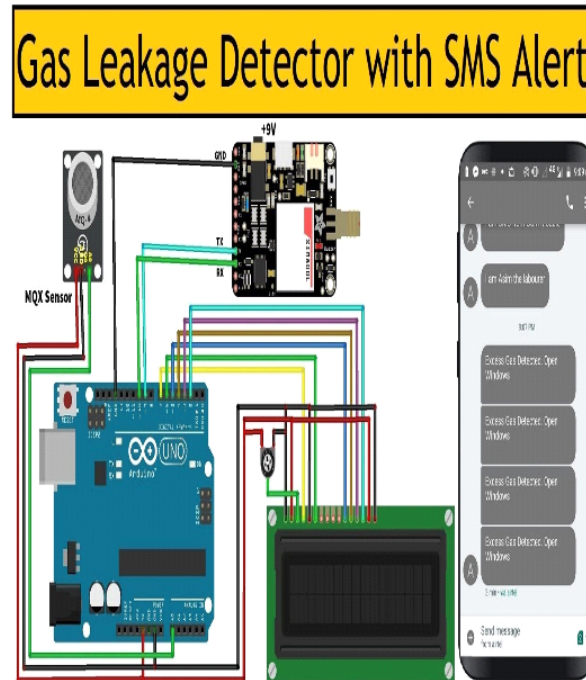 Gas Leakage Detector with SMS Alert
+9V
GND
TX
RX
MQX Sensor
RESET
UNO
Arduino
I am Asim the labourer
Excess Gas Detected. Open
Windows
Excess Gas Detected. Open
Windows
Excess Gas Detected. Open
Windows
Excess Gas Detected. Open
Windows
Send message